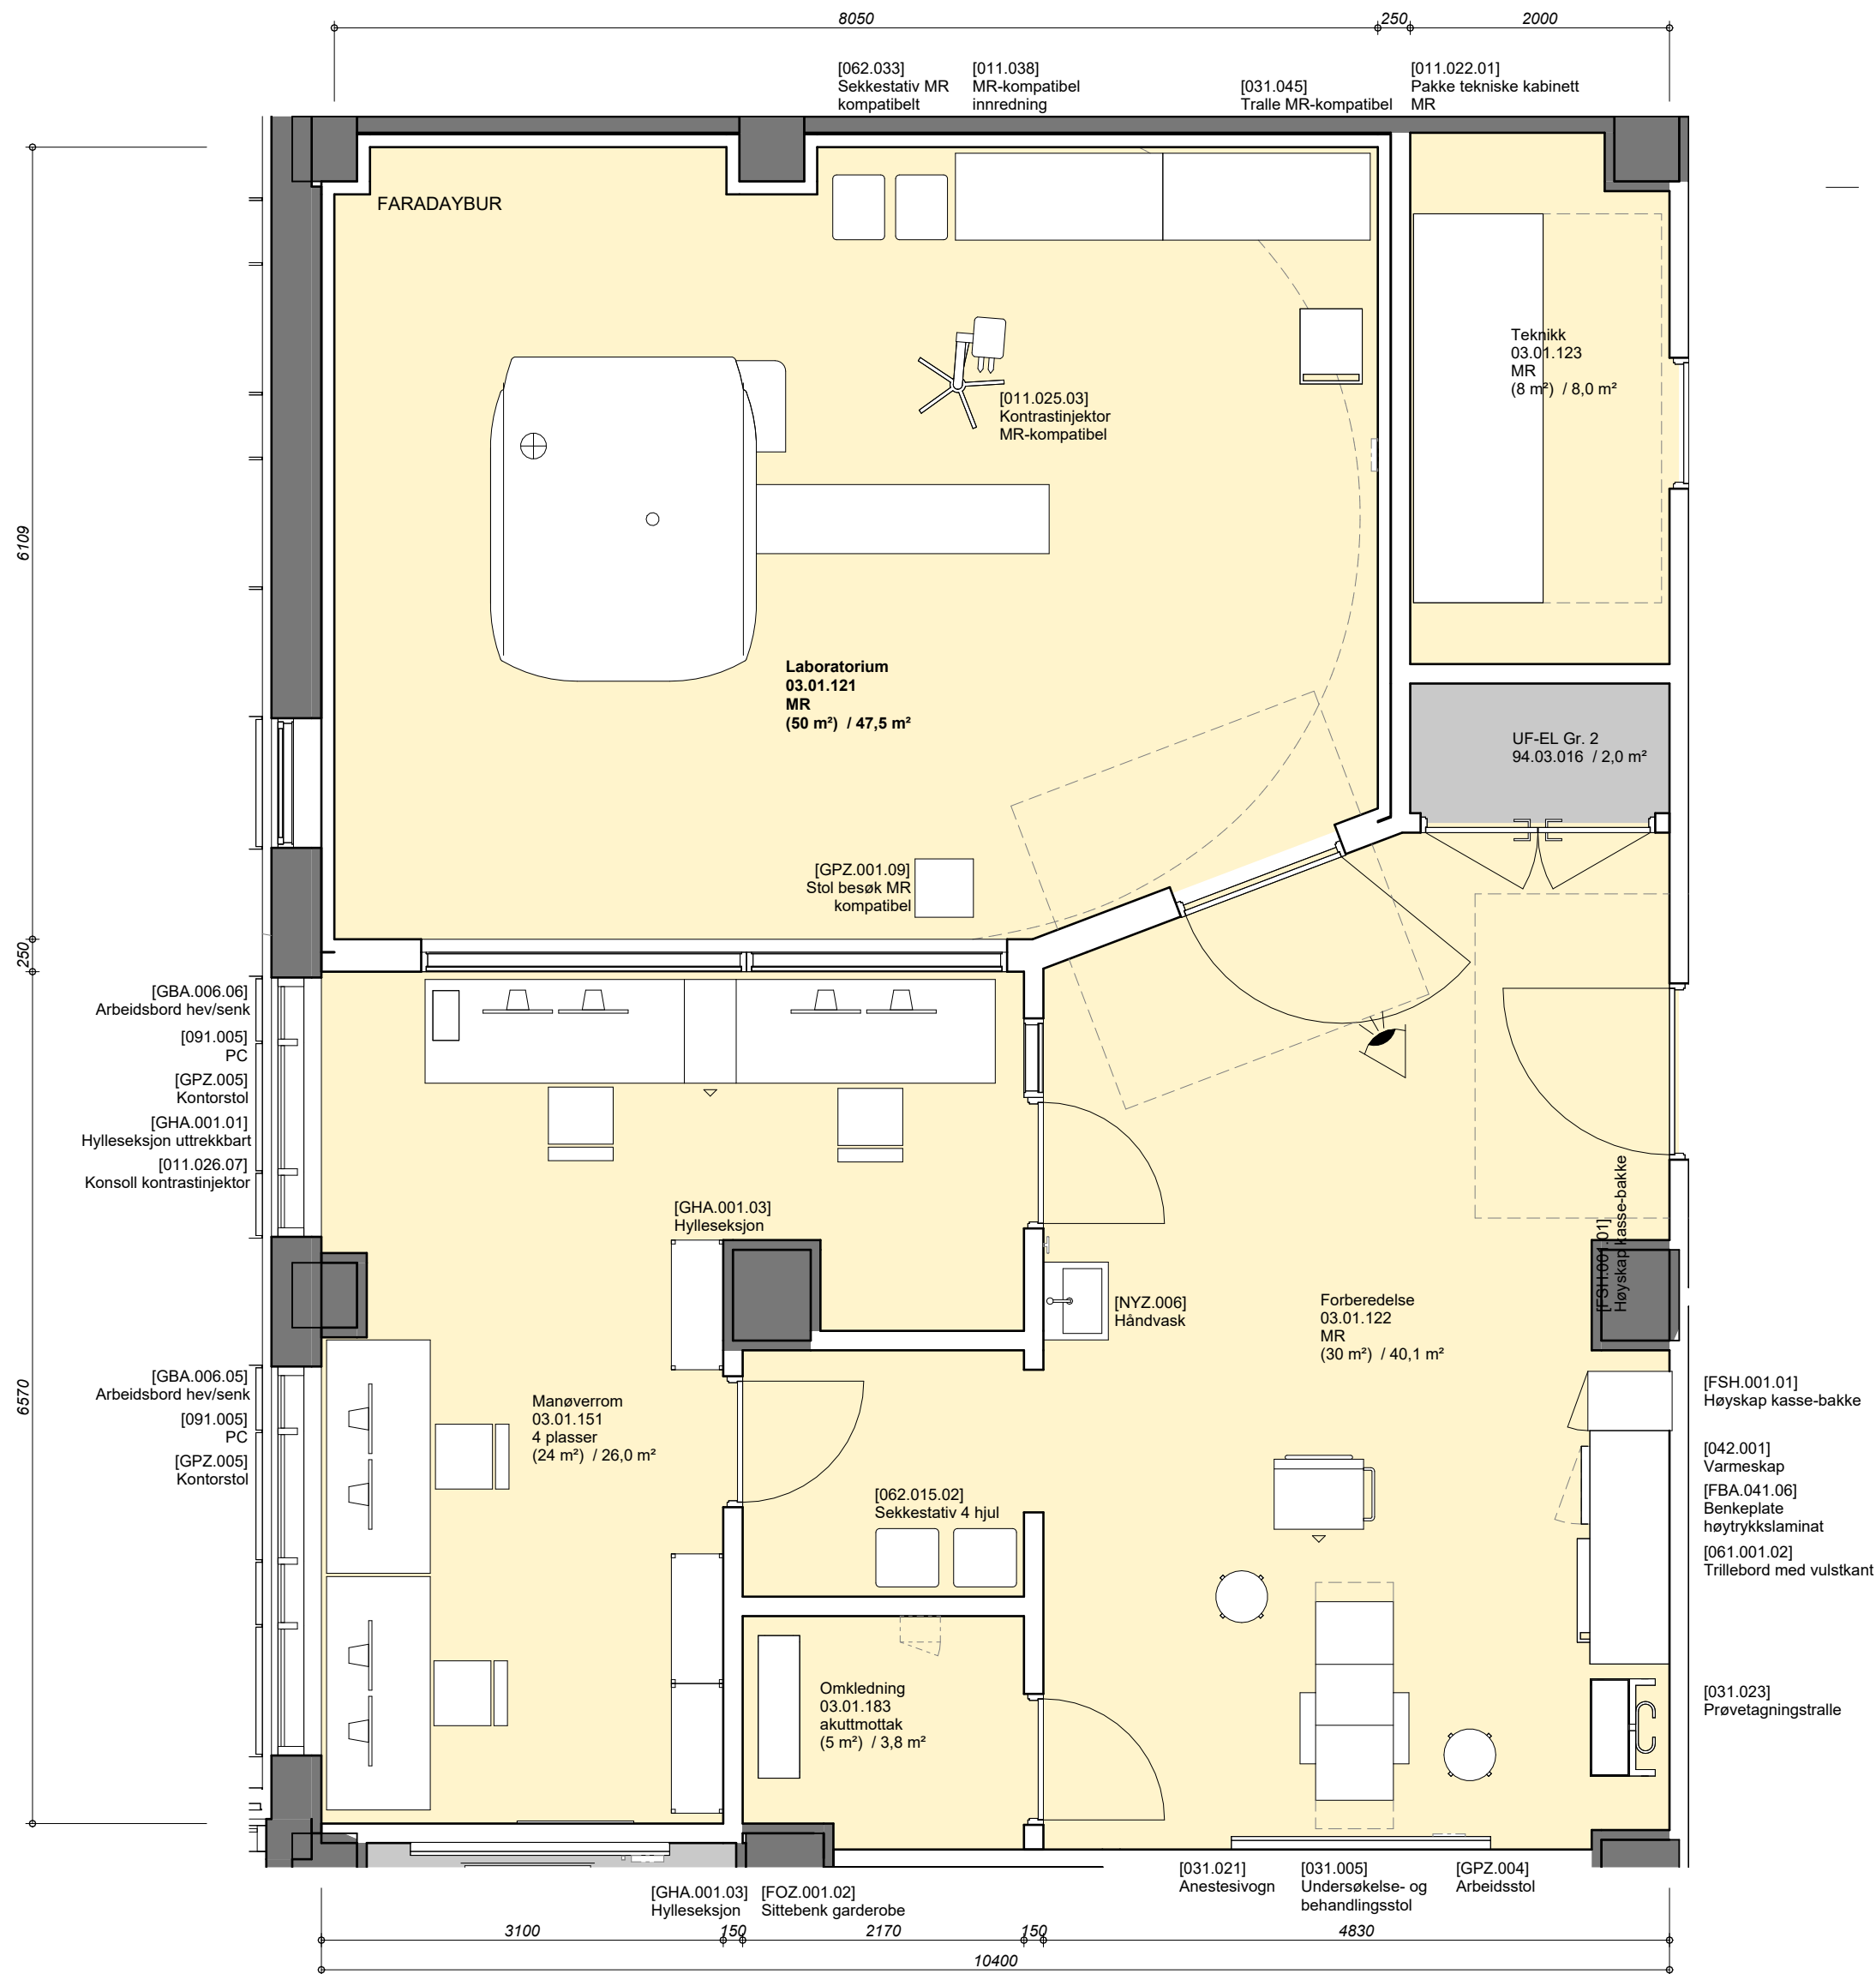 8050
250
2000
[062.033]
Sekkestativ MR
kompatibelt
[011.038]
MR-kompatibel
innredning
[031.045]
Tralle MR-kompatibel
[011.022.01]
Pakke tekniske kabinett
MR
FARADAYBUR
Teknikk
03.01.123
MR
(8 m²) / 8,0 m²
[011.025.03]
Kontrastinjektor
MR-kompatibel
6109
Laboratorium
03.01.121
MR
(50 m²) / 47,5 m²
UF-EL Gr. 2
94.03.016 / 2,0 m²
[GPZ.001.09]
Stol besøk MR
kompatibel
250
[GBA.006.06]
Arbeidsbord hev/senk
[091.005]
PC
[GPZ.005]
Kontorstol
[GHA.001.01]
Hylleseksjon uttrekkbart
[011.026.07]
Konsoll kontrastinjektor
[GHA.001.03]
Hylleseksjon
[FSH.001.01]
Høyskap kasse-bakke
[NYZ.006]
Håndvask
Forberedelse
03.01.122
MR
(30 m²) / 40,1 m²
6570
[GBA.006.05]
Arbeidsbord hev/senk
[091.005]
PC
[GPZ.005]
Kontorstol
Manøverrom
03.01.151
4 plasser
(24 m²) / 26,0 m²
[FSH.001.01]
Høyskap kasse-bakke
[042.001]
Varmeskap
[FBA.041.06]
Benkeplate
høytrykkslaminat
[061.001.02]
Trillebord med vulstkant
[062.015.02]
Sekkestativ 4 hjul
Omkledning
03.01.183
akuttmottak
(5 m²) / 3,8 m²
[031.023]
Prøvetagningstralle
[GHA.001.03]
Hylleseksjon
[FOZ.001.02]
Sittebenk garderobe
[031.021]
Anestesivogn
[031.005]
Undersøkelse- og
behandlingsstol
[GPZ.004]
Arbeidsstol
3100
150
2170
150
4830
10400